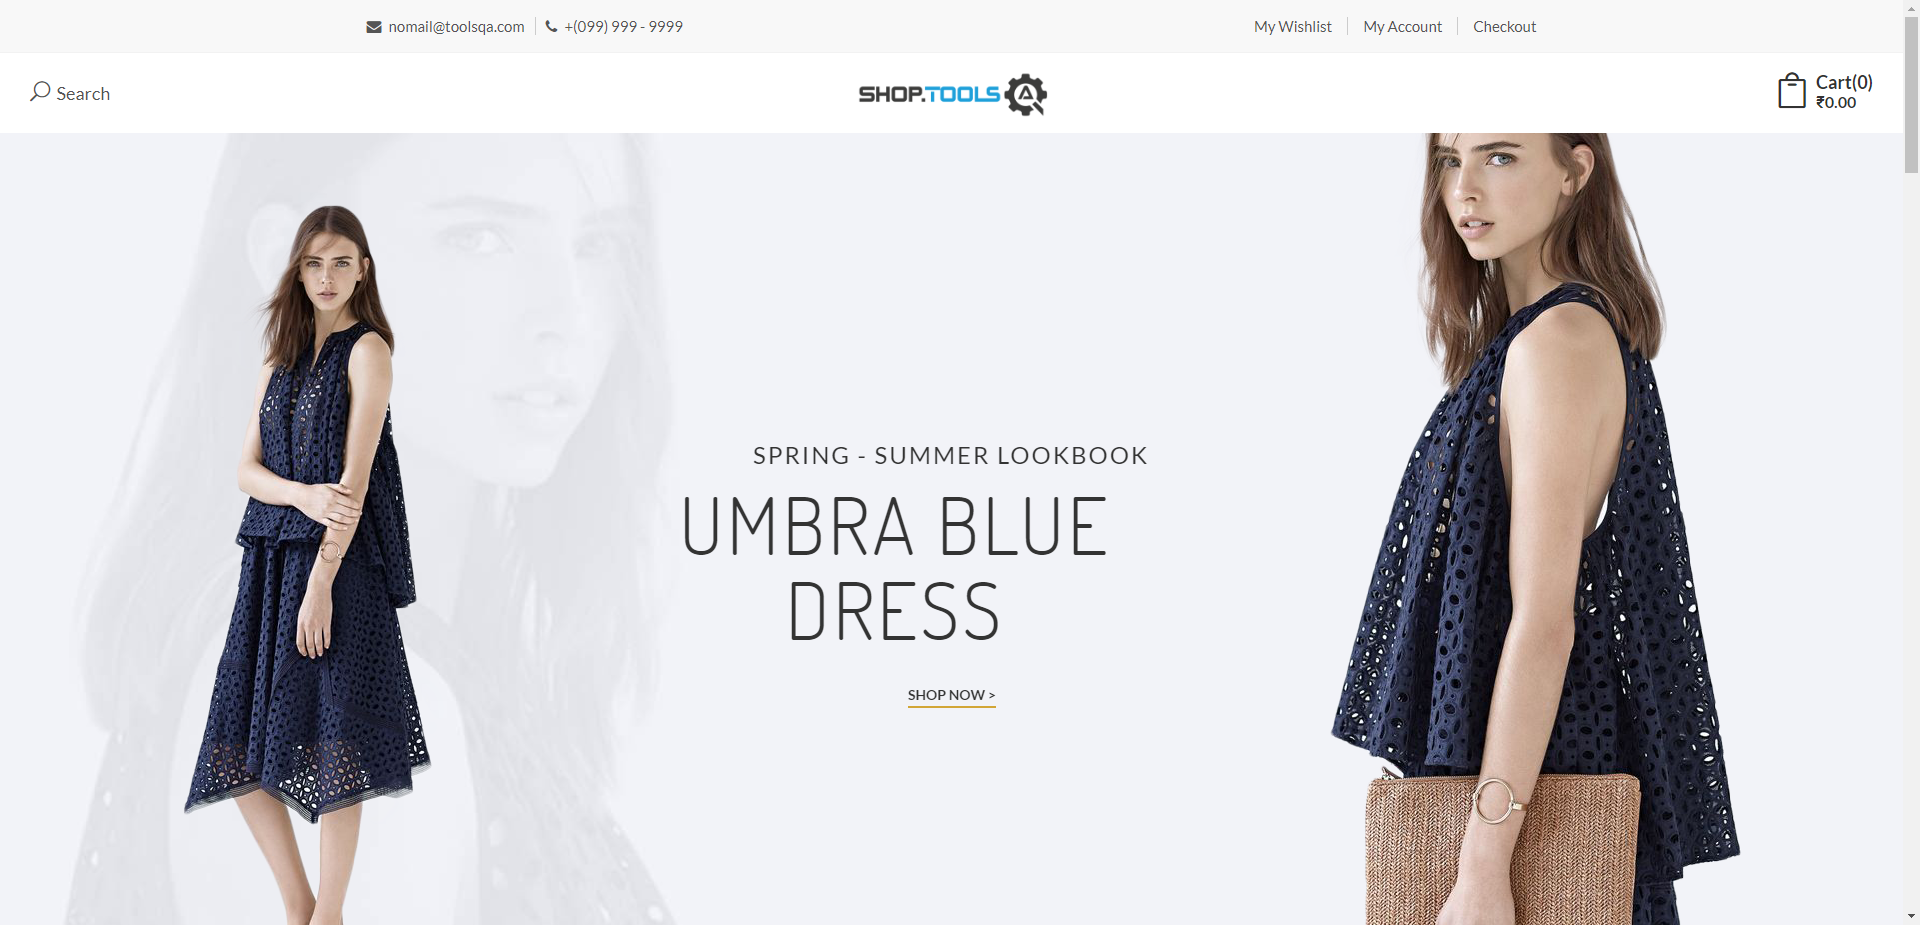 nomail@toolsqa.com +(099) 999 - 9999 My Wishlist My Account Checkout
Search SHOP.TOOLS Cart(0)
₹0.00
SPRING - SUMMER LOOKBOOK
UMBRA BLUE
DRESS
SHOP NOW >